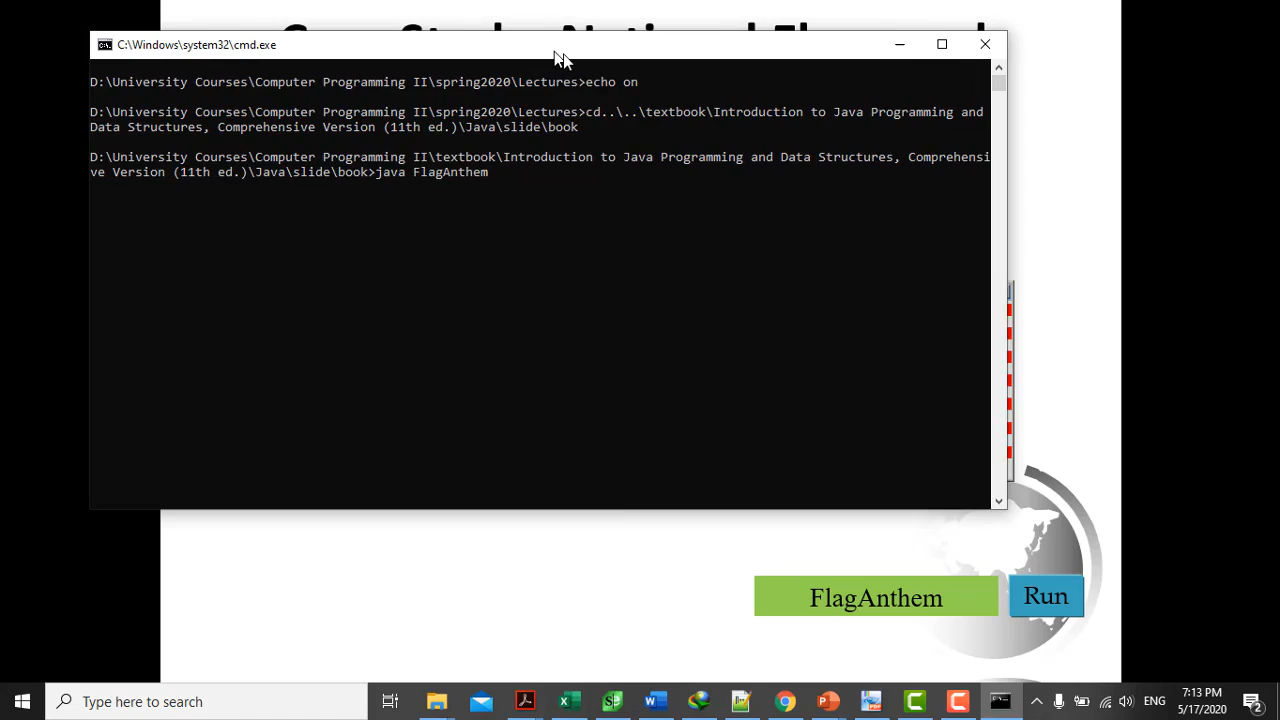 C:\Windows\system32\cmd.exe
D:\University Courses\Computer Programming II\spring2020\Lectures>echo on
D:\University Courses\Computer Programming II\spring2020\Lectures>cd..\..\textbook\Introduction to Java Programming and
Data Structures, Comprehensive Version (11th ed.)\Java\slide\book
D:\University Courses\Computer Programming II\textbook\Introduction to Java Programming and Data Structures, Comprehensi
ve Version (11th ed.)\Java\slide\book>java FlagAnthem
FlagAnthem
Run
Type here to search
ENG
7:13 PM
5/17/2020
2